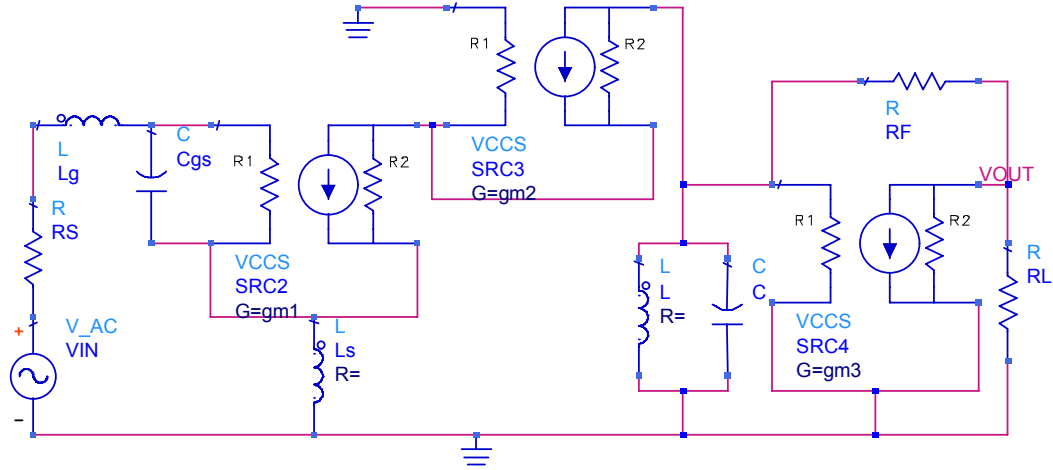 R1
R2
VCCS
SRC3
G=gm2
R
RF
VOUT
L
Lg
C
Cgs
R1
R2
R
RS
VCCS
SRC2
G=gm1
R1
R2
V_AC
VIN
+
-
L
Ls
R=
L
L
R=
C
C
VCCS
SRC4
G=gm3
R
RL